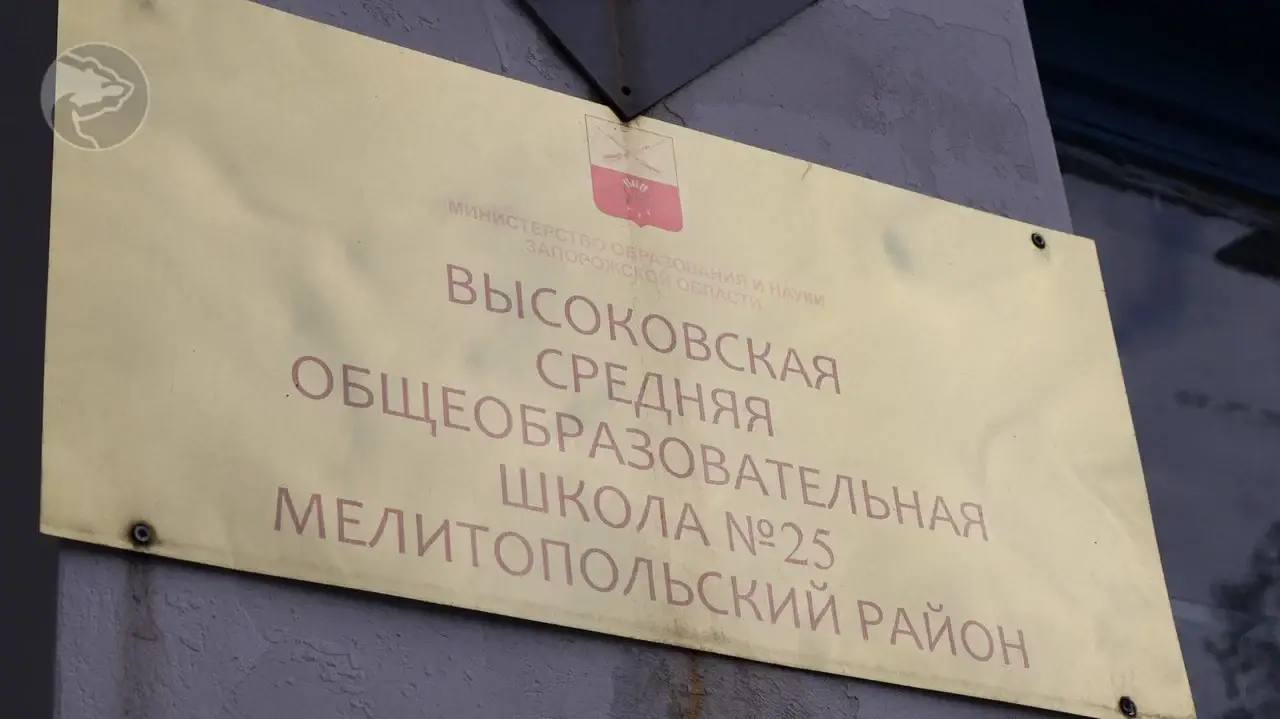 МИНИСТЕРСТВО ОБРАЗОВАНИЯ И НАУКИ
ЗАПОРОЖСКОЙ ОБЛАСТИ
ВЫСОКОВСКАЯ
СРЕДНЯЯ
ОБЩЕОБРАЗОВАТЕЛЬНАЯ
ШКОЛА №25
МЕЛИТОПОЛЬСКИЙ РАЙОН